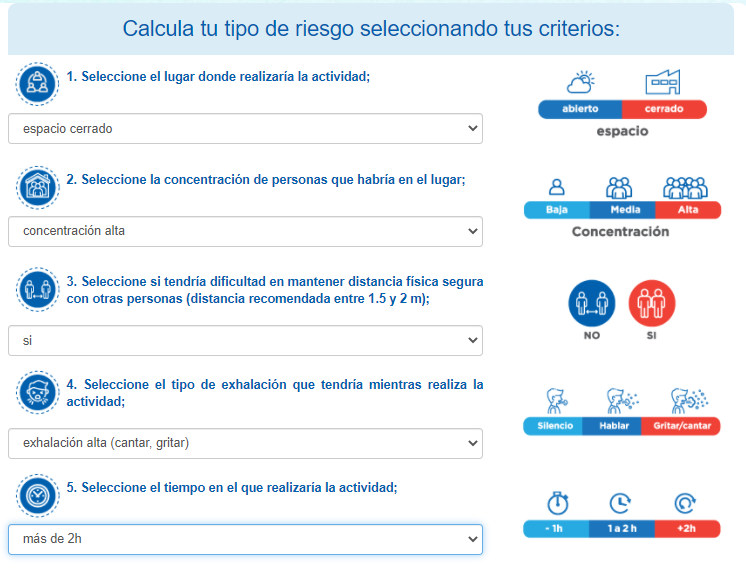 Calcula tu tipo de riesgo seleccionando tus criterios:
1. Seleccione el lugar donde realizaría la actividad;
espacio cerrado
abierto cerrado
espacio
2. Seleccione la concentración de personas que habría en el lugar;
concentración alta
Baja Media Alta
Concentración
3. Seleccione si tendría dificultad en mantener distancia física segura
con otras personas (distancia recomendada entre 1.5 y 2 m);
si
NO SI
4. Seleccione el tipo de exhalación que tendría mientras realiza la
actividad;
exhalación alta (cantar, gritar)
Silencio Hablar Gritar/cantar
5. Seleccione el tiempo en el que realizaría la actividad;
más de 2h
- 1h 1 a 2 h +2h